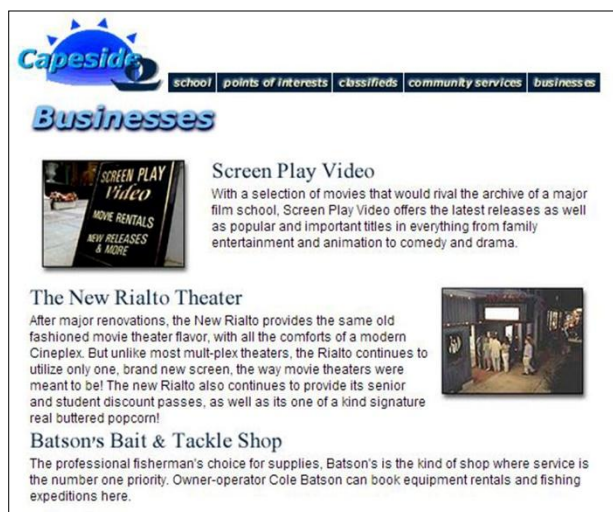 Capeside
school points of interests classifieds community services businesses
Businesses
SCREEN PLAY
Video
MOVIE RENTALS
NEW RELEASES
& MORE
Screen Play Video
With a selection of movies that would rival the archive of a major
film school, Screen Play Video offers the latest releases as well
as popular and important titles in everything from family
entertainment and animation to comedy and drama.
The New Rialto Theater
After major renovations, the New Rialto provides the same old
fashioned movie theater flavor, with all the comforts of a modern
Cineplex. But unlike most mult-plex theaters, the Rialto continues to
utilize only one, brand new screen, the way movie theaters were
meant to be! The new Rialto also continues to provide its senior
and student discount passes, as well as its one of a kind signature
real buttered popcorn!
Batson's Bait & Tackle Shop
The professional fisherman's choice for supplies, Batson's is the kind of shop where service is
the number one priority. Owner-operator Cole Batson can book equipment rentals and fishing
expeditions here.